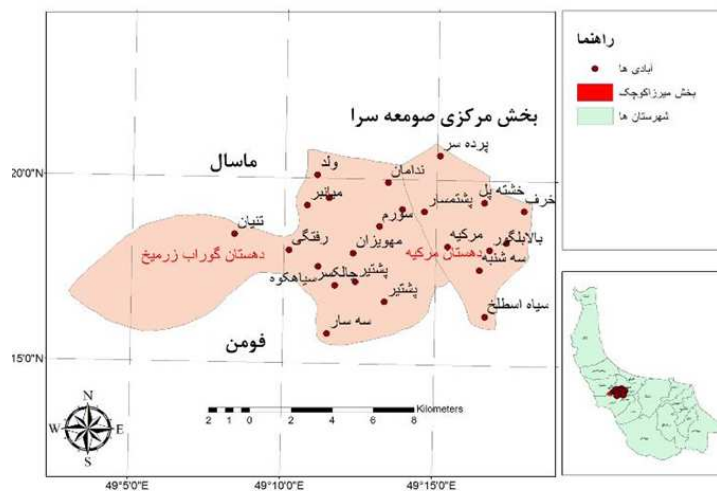 راهنما
آبادی ها
بخش میرزاکوچک
شهرستان ها
بخش مرکزی صومعه سرا
ماسال
فومن
20°0'N
15°0'N
پرده سر
ولد
ندامان
خشته پل
خرف
میانبر
پشتمسار
سورم
تنیان
رفتگی
مهویزان
مرکیه
بالابلگور
سه شنبه
دهستان گوراب زرمیخ
دهستان مرکیه
سیاهکوه
جالکسر
پشتیر
پشتیر
سیاه اسطلخ
سه سار
N
W
E
S
2 1 0 2 4 6 8
Kilometers
49°5'0"E
49°10'0"E
49°15'0"E